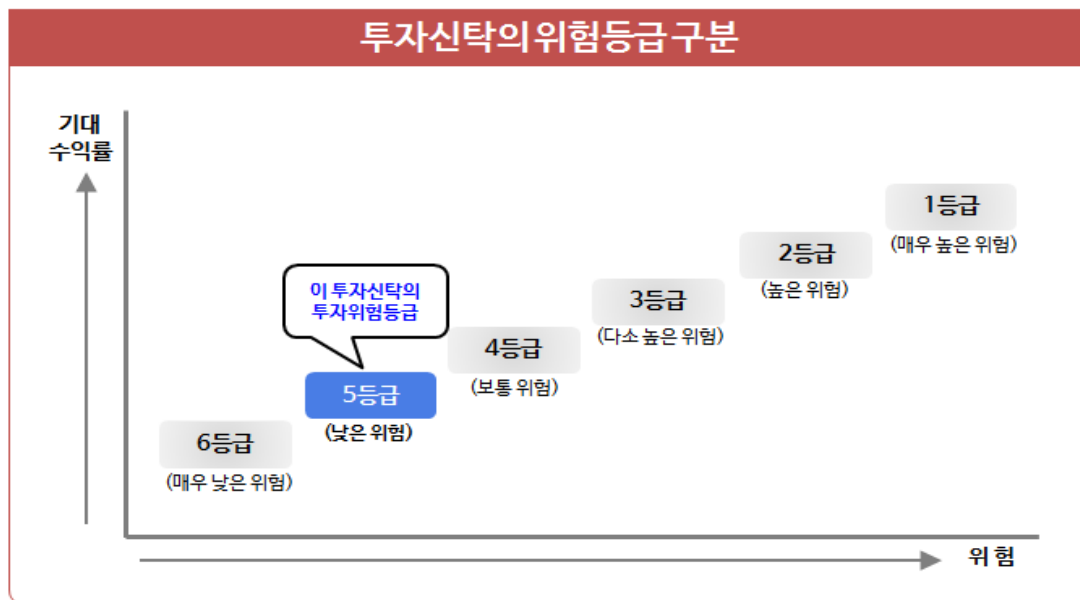 투자신탁의 위험등급 구분
기대
수익률
1등급
(매우 높은 위험)
2등급
(높은 위험)
3등급
(다소 높은 위험)
이 투자신탁의
투자위험등급
4등급
(보통 위험)
5등급
(낮은 위험)
6등급
(매우 낮은 위험)
위 험